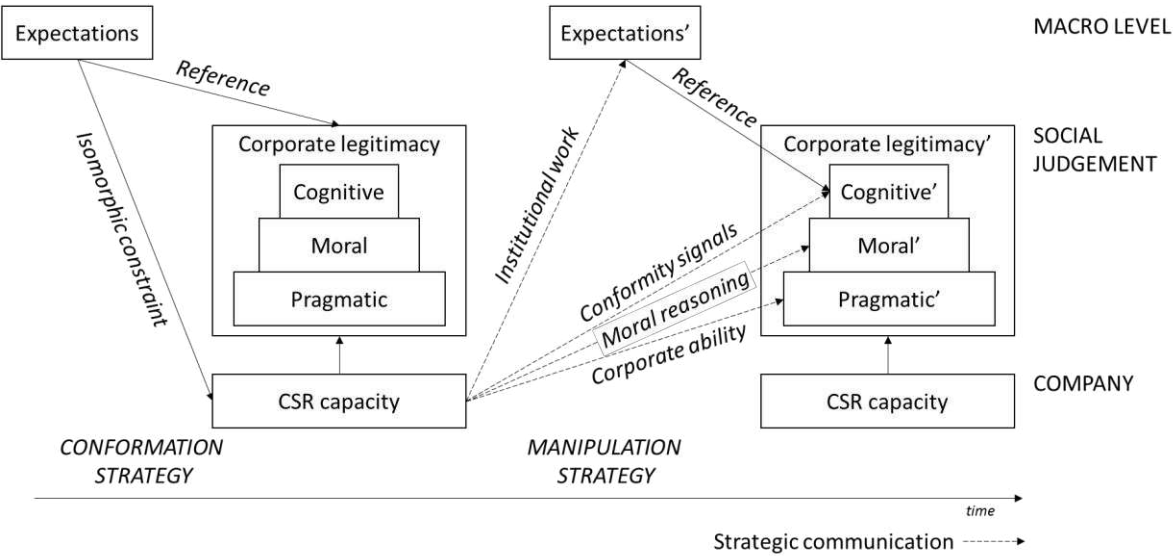 Expectations
Expectations’
MACRO LEVEL
Reference
Reference
Isomorphic constraint
Institutional work
Corporate legitimacy
Cognitive
Moral
Pragmatic
Corporate legitimacy’
Cognitive’
Moral’
Pragmatic’
SOCIAL
JUDGEMENT
Conformity signals
Moral reasoning
Corporate ability
CSR capacity
CSR capacity
COMPANY
CONFORMATION
STRATEGY
MANIPULATION
STRATEGY
time
Strategic communication